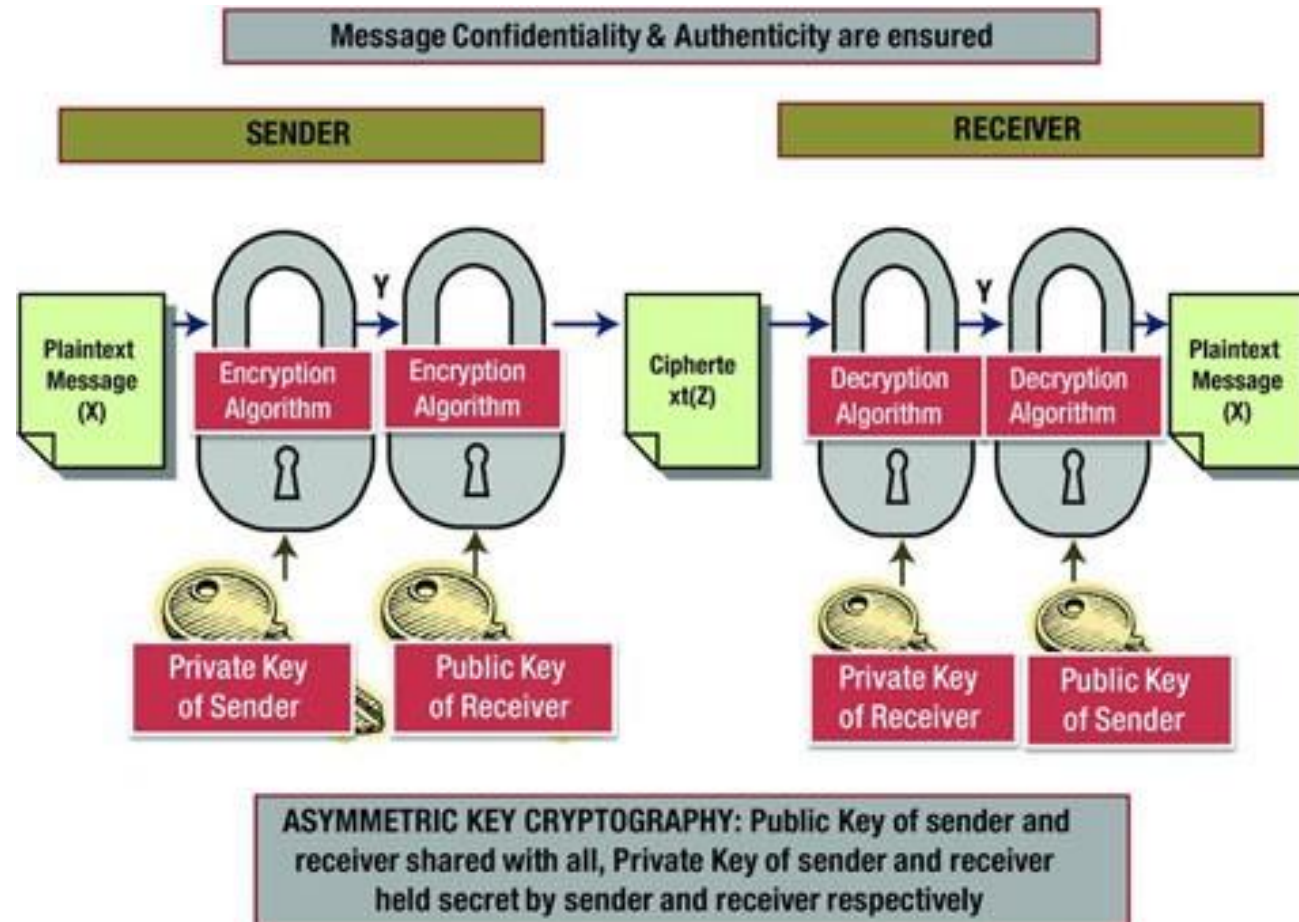 Message Confidentiality & Authenticity are ensured
SENDER
RECEIVER
Plaintext
Message
(X)
Encryption
Algorithm
Y
Encryption
Algorithm
Cipherte
xt(Z)
Decryption
Algorithm
Y
Decryption
Algorithm
Plaintext
Message
(X)
Private Key
of Sender
Public Key
of Receiver
Private Key
of Receiver
Public Key
of Sender
ASYMMETRIC KEY CRYPTOGRAPHY: Public Key of sender and
receiver shared with all, Private Key of sender and receiver
held secret by sender and receiver respectively